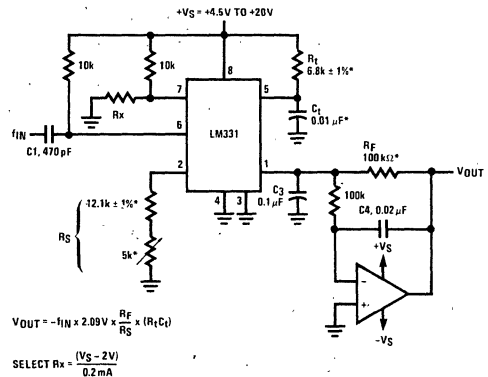 +VS = +4.5V TO +20V
10k
10k
Rt
6.8k ± 1%*
8
7
5
Rx
Ct
0.01 µF*
fIN
6
LM331
C1, 470 pF
RF
100 kΩ*
2
1
VOUT
12.1k ± 1%*
4
3
C3
0.1 µF
100k
C4, 0.02 µF
RS
5k*
+VS
−
+
−VS
VOUT = −fIN x 2.09V x RF/RS x (RtCt)
SELECT Rx = (VS − 2V)/0.2 mA